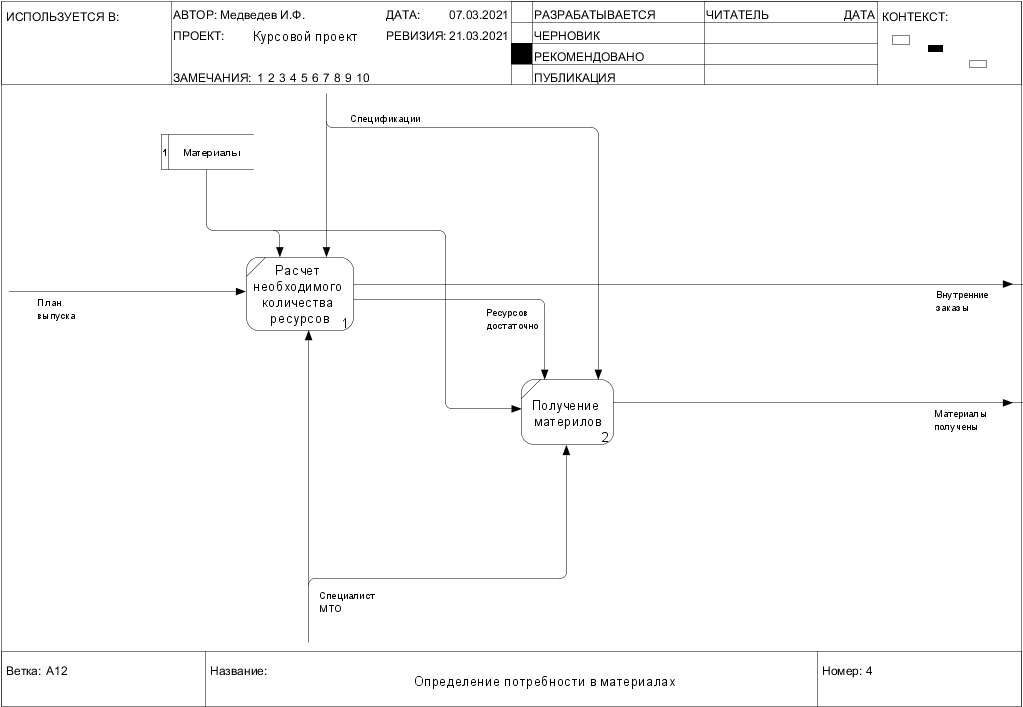 ИСПОЛЬЗУЕТСЯ В:
АВТОР: Медведев И.Ф.
ДАТА: 07.03.2021
ПРОЕКТ: Курсовой проект
РЕВИЗИЯ: 21.03.2021
ЗАМЕЧАНИЯ: 1 2 3 4 5 6 7 8 9 10
РАЗРАБАТЫВАЕТСЯ
ЧЕРНОВИК
РЕКОМЕНДОВАНО
ПУБЛИКАЦИЯ
ЧИТАТЕЛЬ
ДАТА
КОНТЕКСТ:
Спецификации
1 Материалы
Расчет
необходимого
количества
ресурсов
1
План
выпуска
Внутренние
заказы
Ресурсов
достаточно
Получение
материлов
2
Материалы
получены
Специалист
МТО
Ветка: A12
Название:
Определение потребности в материалах
Номер: 4